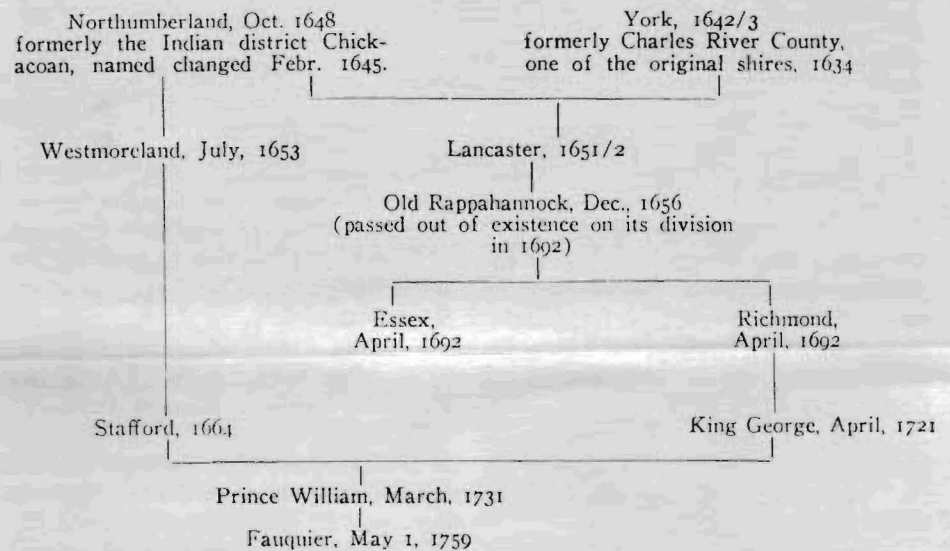 Northumberland, Oct. 1648
formerly the Indian district Chick-
acoan, named changed Febr. 1645.
York, 1642/3
formerly Charles River County,
one of the original shires, 1634
Westmoreland, July, 1653
Lancaster, 1651/2
Old Rappahannock, Dec., 1656
(passed out of existence on its division
in 1692)
Essex,
April, 1692
Richmond,
April, 1692
Stafford, 1664
King George, April, 1721
Prince William, March, 1731
Fauquier, May 1, 1759